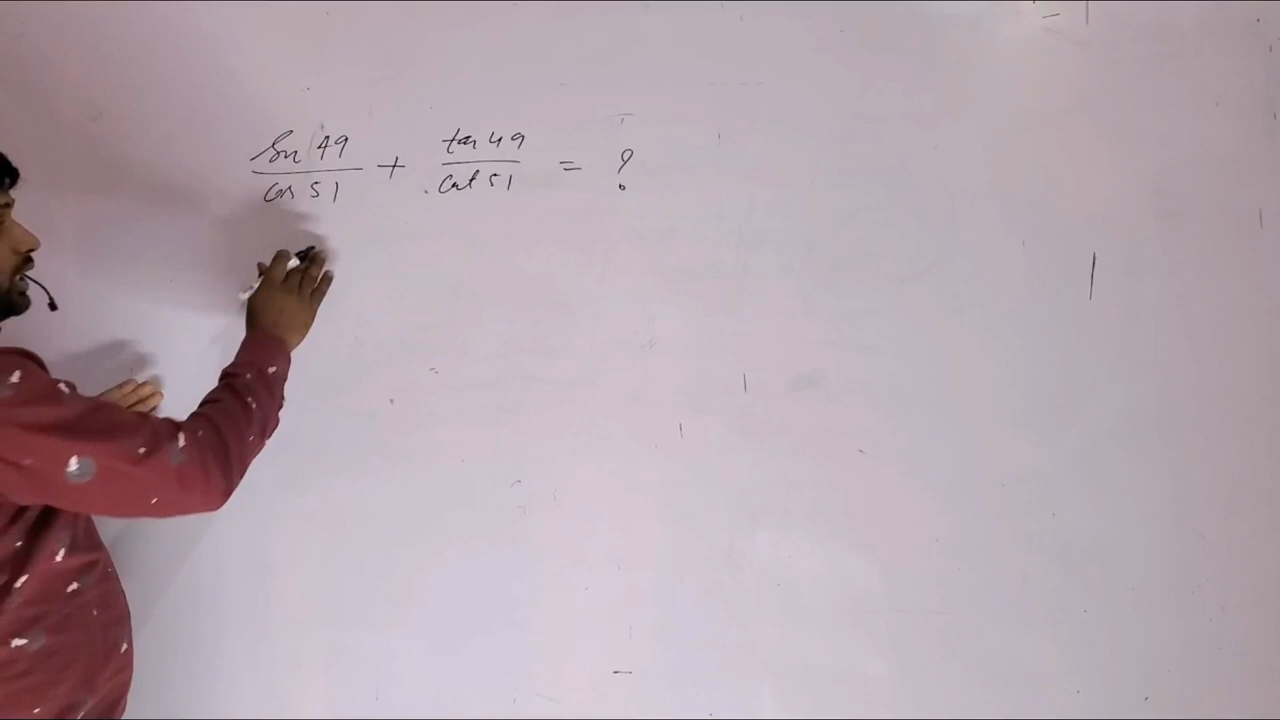 sin 49 / cos 51 + tan 49 / cot 51 = ?